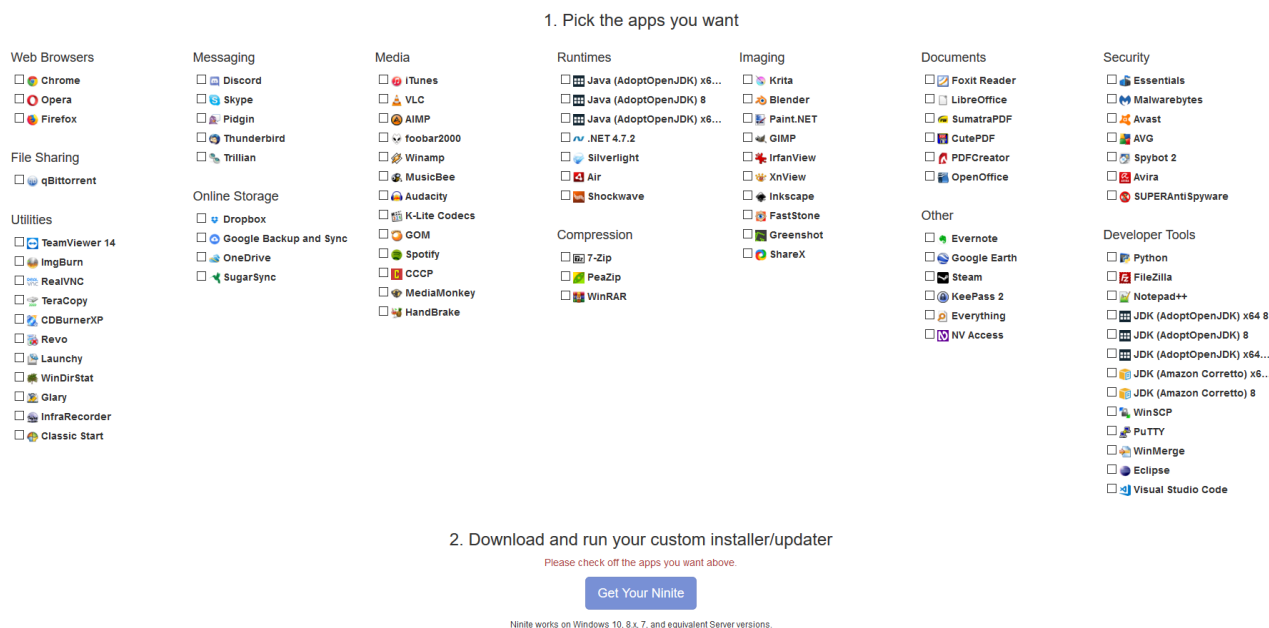 1. Pick the apps you want
Web Browsers
Chrome
Opera
Firefox
File Sharing
qBittorrent
Utilities
TeamViewer 14
ImgBurn
RealVNC
TeraCopy
CDBurnerXP
Revo
Launchy
WinDirStat
Glary
InfraRecorder
Classic Start
Messaging
Discord
Skype
Pidgin
Thunderbird
Trillian
Online Storage
Dropbox
Google Backup and Sync
OneDrive
SugarSync
Media
iTunes
VLC
AIMP
foobar2000
Winamp
MusicBee
Audacity
K-Lite Codecs
GOM
Spotify
CCCP
MediaMonkey
HandBrake
Runtimes
Java (AdoptOpenJDK) x6...
Java (AdoptOpenJDK) 8
Java (AdoptOpenJDK) x6...
.NET 4.7.2
Silverlight
Air
Shockwave
Compression
7-Zip
PeaZip
WinRAR
Imaging
Krita
Blender
Paint.NET
GIMP
IrfanView
XnView
Inkscape
FastStone
Greenshot
ShareX
Documents
Foxit Reader
LibreOffice
SumatraPDF
CutePDF
PDFCreator
OpenOffice
Other
Evernote
Google Earth
Steam
KeePass 2
Everything
NV Access
Security
Essentials
Malwarebytes
Avast
AVG
Spybot 2
Avira
SUPERAntiSpyware
Developer Tools
Python
FileZilla
Notepad++
JDK (AdoptOpenJDK) x64 8
JDK (AdoptOpenJDK) 8
JDK (AdoptOpenJDK) x64...
JDK (Amazon Corretto) x6...
JDK (Amazon Corretto) 8
WinSCP
PuTTY
WinMerge
Eclipse
Visual Studio Code
2. Download and run your custom installer/updater
Please check off the apps you want above.
Get Your Ninite
Ninite works on Windows 10, 8.x, 7, and equivalent Server versions.